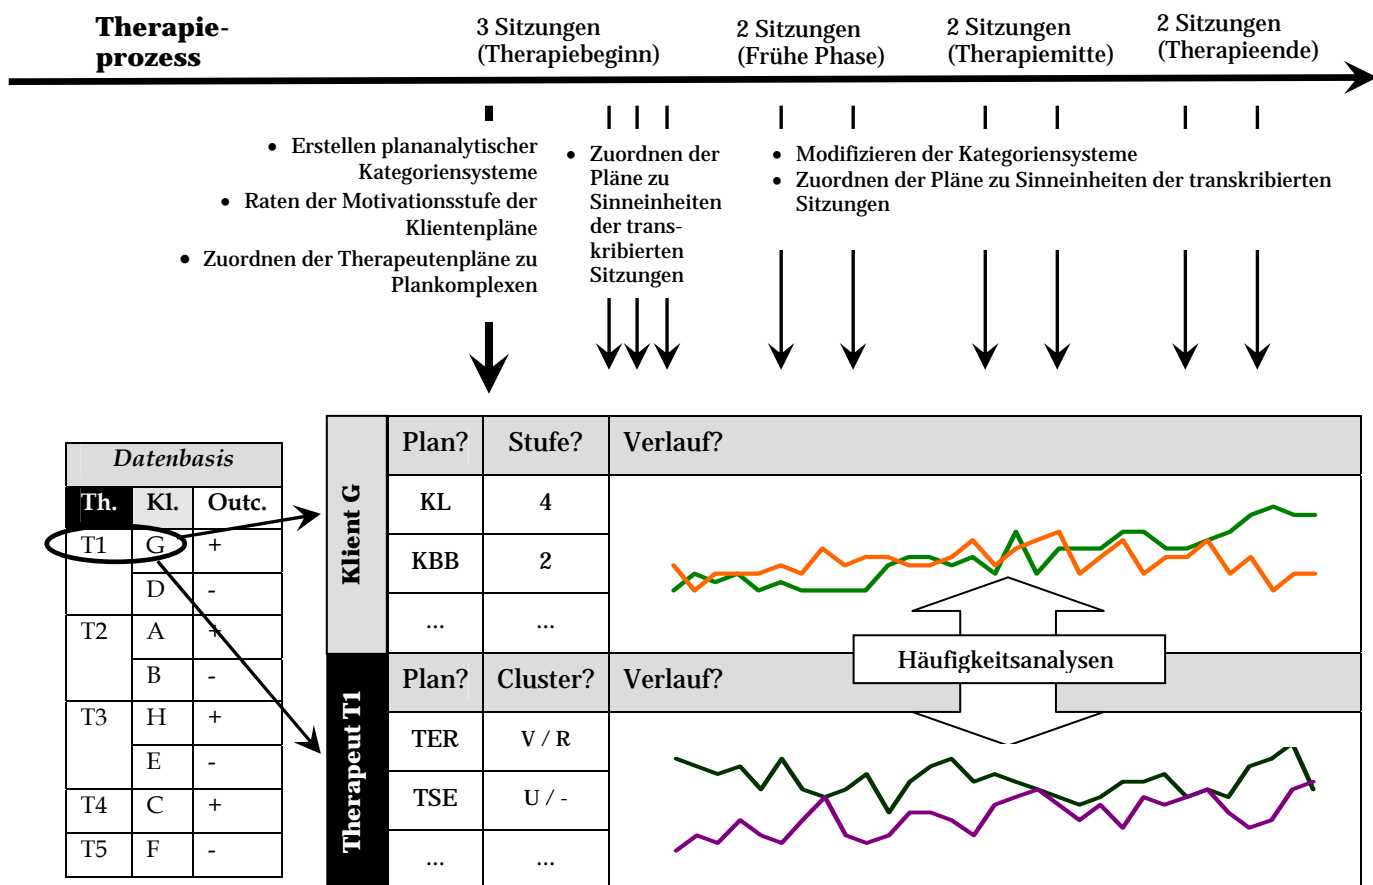 Therapie-
prozess
3 Sitzungen
(Therapiebeginn)
2 Sitzungen
(Frühe Phase)
2 Sitzungen
(Therapiemitte)
2 Sitzungen
(Therapieende)
• Erstellen plananalytischer
Kategoriensysteme
• Raten der Motivationsstufe der
Klientenpläne
• Zuordnen der Therapeutenpläne zu
Plankomplexen
• Zuordnen der
Pläne zu
Sinneinheiten
der trans-
kribierten
Sitzungen
• Modifizieren der Kategoriensysteme
• Zuordnen der Pläne zu Sinneinheiten der transkribierten
Sitzungen
Datenbasis
Th. Kl. Outc.
T1 G +
D -
T2 A +
B -
T3 H +
E -
T4 C +
T5 F -
Klient G
Plan? Stufe? Verlauf?
KL 4
KBB 2
... ...
Häufigkeitsanalysen
Therapeut T1
Plan? Cluster? Verlauf?
TER V / R
TSE U / -
... ...